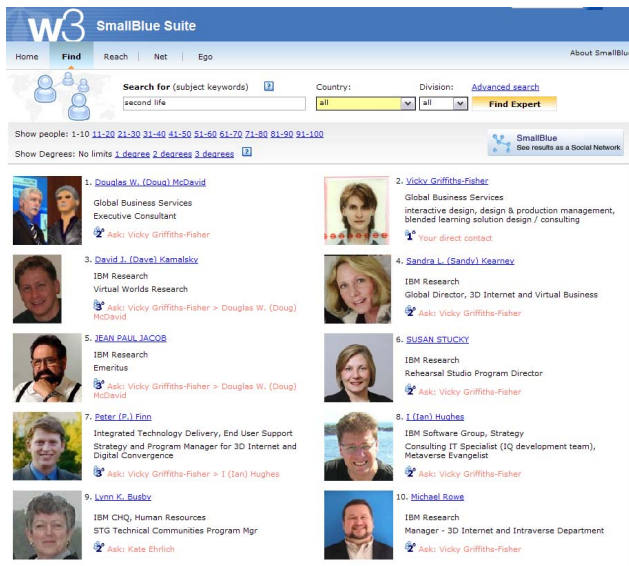 w3 SmallBlue Suite
Home Find Reach Net Ego About SmallBlu
Search for (subject keywords) ? Country: Division: Advanced search
second life all all Find Expert
Show people: 1-10 11-20 21-30 31-40 41-50 51-60 61-70 71-80 81-90 91-100
Show Degrees: No limits 1 degree 2 degrees 3 degrees ?
SmallBlue
See results as a Social Network
1. Douglas W. (Doug) McDavid
Global Business Services
Executive Consultant
2° Ask: Vicky Griffiths-Fisher
2. Vicky Griffiths-Fisher
Global Business Services
interactive design, design & production management,
blended learning solution design / consulting
1° Your direct contact
3. David J. (Dave) Kamalsky
IBM Research
Virtual Worlds Research
3° Ask: Vicky Griffiths-Fisher > Douglas W. (Doug)
McDavid
4. Sandra L. (Sandy) Kearney
IBM Research
Global Director, 3D Internet and Virtual Business
2° Ask: Vicky Griffiths-Fisher
5. JEAN PAUL JACOB
IBM Research
Emeritus
3° Ask: Vicky Griffiths-Fisher > Douglas W. (Doug)
McDavid
6. SUSAN STUCKY
IBM Research
Rehearsal Studio Program Director
2° Ask: Vicky Griffiths-Fisher
7. Peter (P.) Finn
Integrated Technology Delivery, End User Support
Strategy and Program Manager for 3D Internet and
Digital Convergence
3° Ask: Vicky Griffiths-Fisher > I (Ian) Hughes
8. I (Ian) Hughes
IBM Software Group, Strategy
Consulting IT Specialist (IQ development team),
Metaverse Evangelist
2° Ask: Vicky Griffiths-Fisher
9. Lynn K. Busby
IBM CHQ, Human Resources
STG Technical Communities Program Mgr
2° Ask: Kate Ehrlich
10. Michael Rowe
IBM Research
Manager - 3D Internet and Intraverse Department
2° Ask: Vicky Griffiths-Fisher